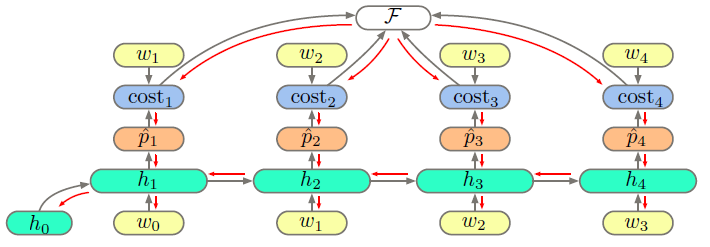 𝓕
w₁ w₂ w₃ w₄
cost₁ cost₂ cost₃ cost₄
p̂₁ p̂₂ p̂₃ p̂₄
h₁ h₂ h₃ h₄
h₀ w₀ w₁ w₂ w₃